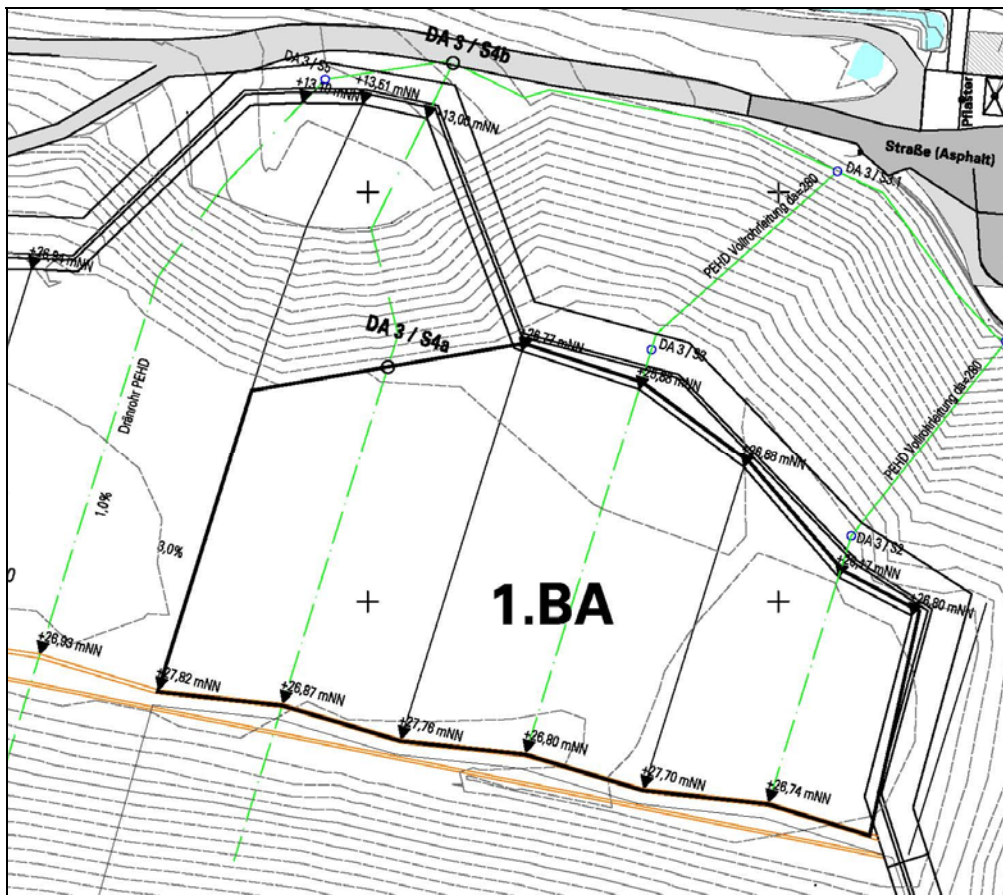 DA 3 / S4b
DA 3 / S5
+13,51 mNN
+13,00 mNN
Pflaster
Straße (Asphalt)
DA 3 / S3.1
PEHD Vollrohrleitung da=280
+26,94 mNN
DA 3 / S4a
+26,77 mNN
DA 3 / S3
+25,88 mNN
PEHD Vollrohrleitung da=280
Dränrohr PEHD
1,0%
3,0%
DA 3 / S2
+26,17 mNN
+26,80 mNN
0
1.BA
+26,93 mNN
+27,82 mNN
+26,87 mNN
+27,76 mNN
+26,80 mNN
+27,70 mNN
+26,74 mNN